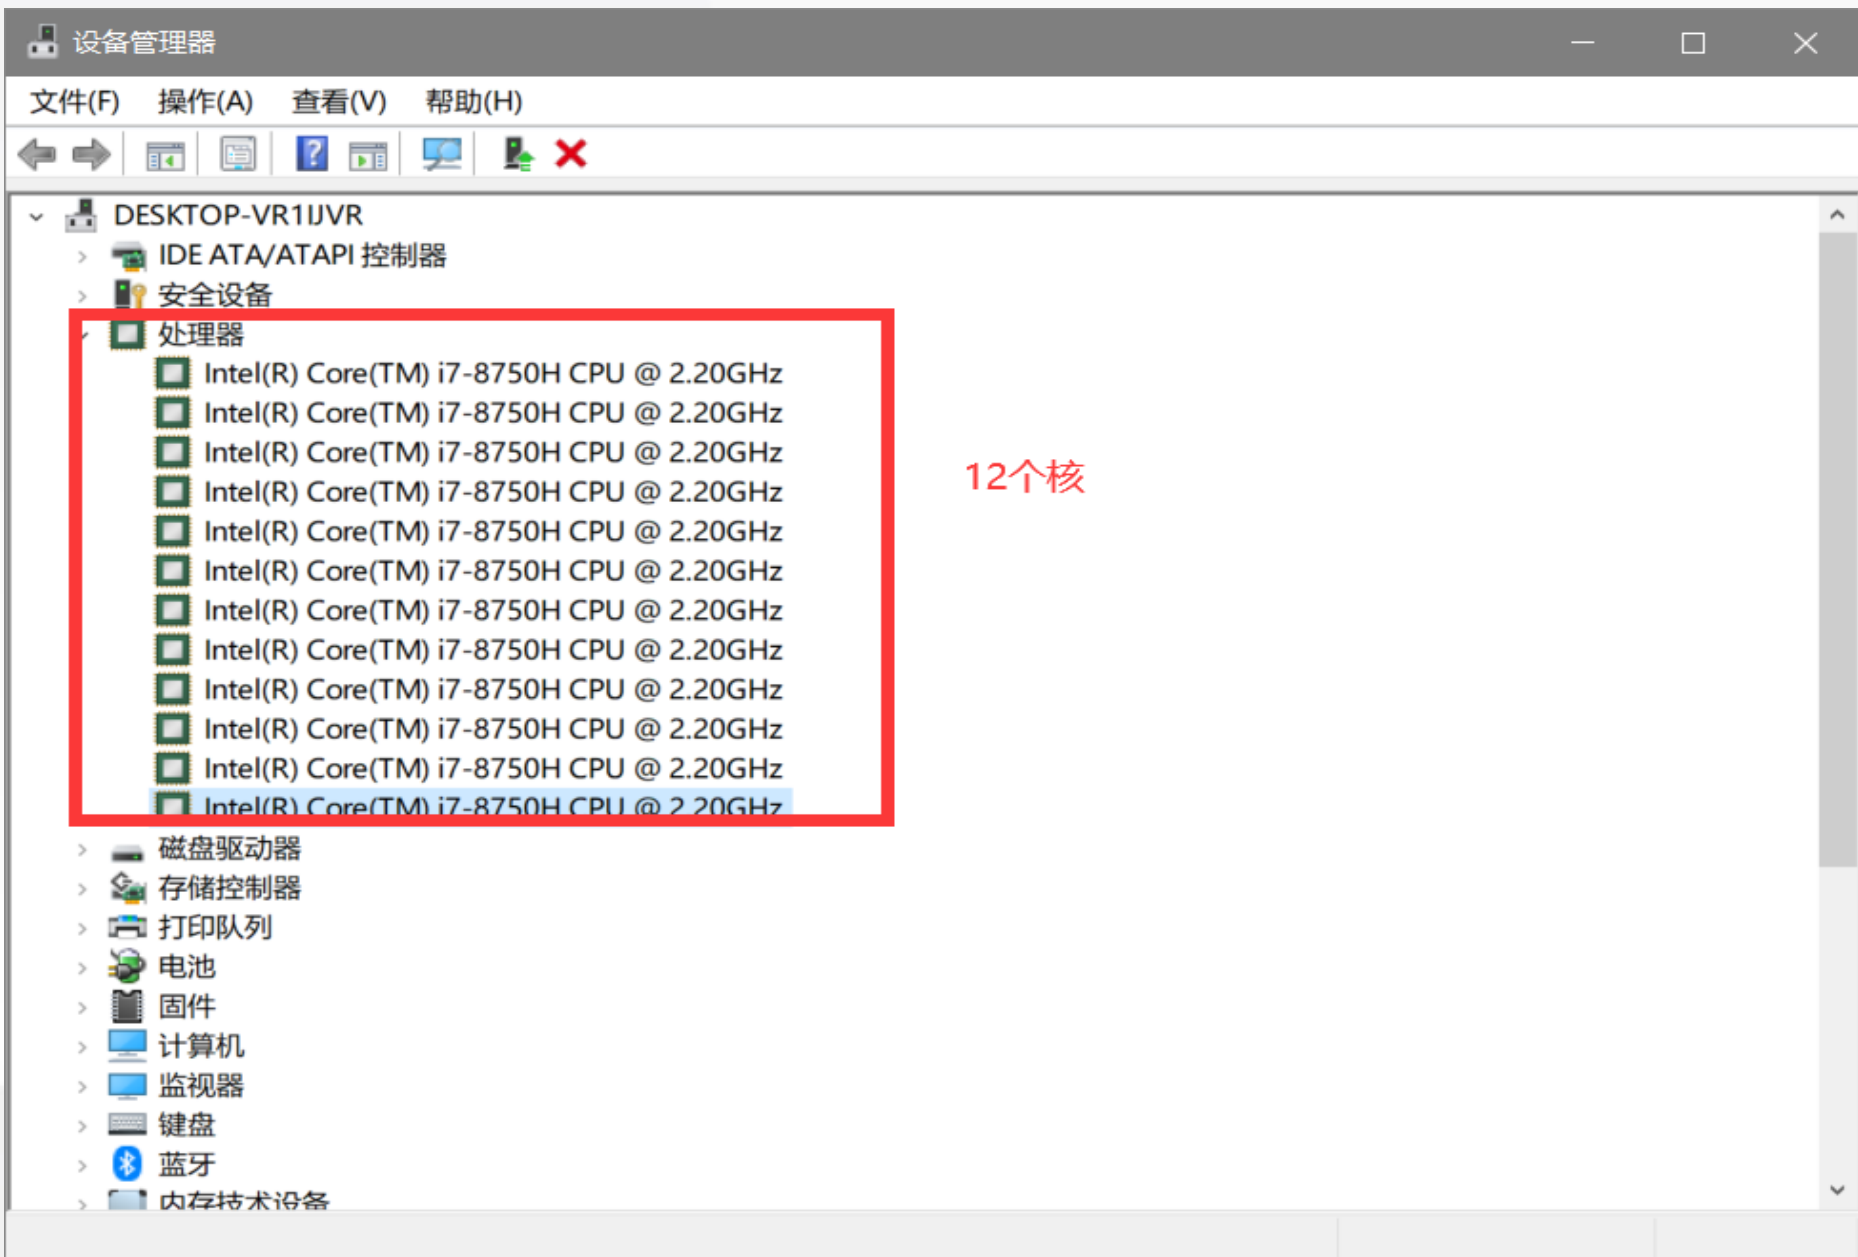 设备管理器
文件(F) 操作(A) 查看(V) 帮助(H)
DESKTOP-VR1IJVR
IDE ATA/ATAPI 控制器
安全设备
处理器
Intel(R) Core(TM) i7-8750H CPU @ 2.20GHz
Intel(R) Core(TM) i7-8750H CPU @ 2.20GHz
Intel(R) Core(TM) i7-8750H CPU @ 2.20GHz
Intel(R) Core(TM) i7-8750H CPU @ 2.20GHz
Intel(R) Core(TM) i7-8750H CPU @ 2.20GHz
Intel(R) Core(TM) i7-8750H CPU @ 2.20GHz
Intel(R) Core(TM) i7-8750H CPU @ 2.20GHz
Intel(R) Core(TM) i7-8750H CPU @ 2.20GHz
Intel(R) Core(TM) i7-8750H CPU @ 2.20GHz
Intel(R) Core(TM) i7-8750H CPU @ 2.20GHz
Intel(R) Core(TM) i7-8750H CPU @ 2.20GHz
Intel(R) Core(TM) i7-8750H CPU @ 2.20GHz
12个核
磁盘驱动器
存储控制器
打印队列
电池
固件
计算机
监视器
键盘
蓝牙
内存技术设备